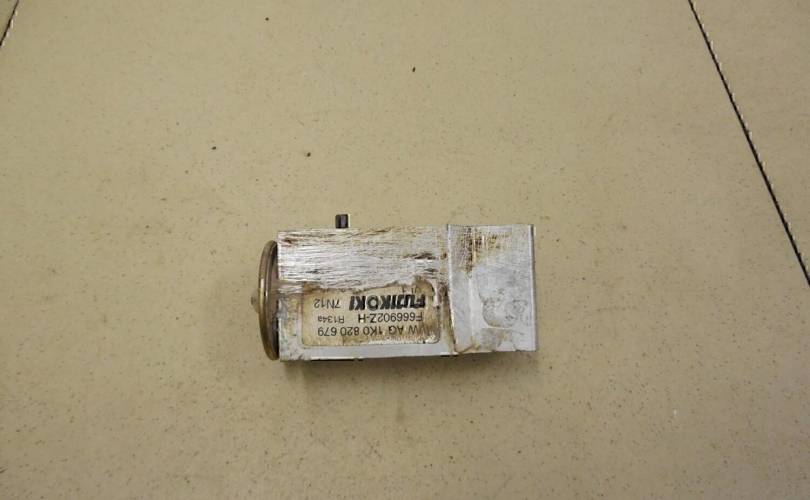 VW AG 1K0 820 679
F666902Z-H R134a
FUJIKOKI 7N12